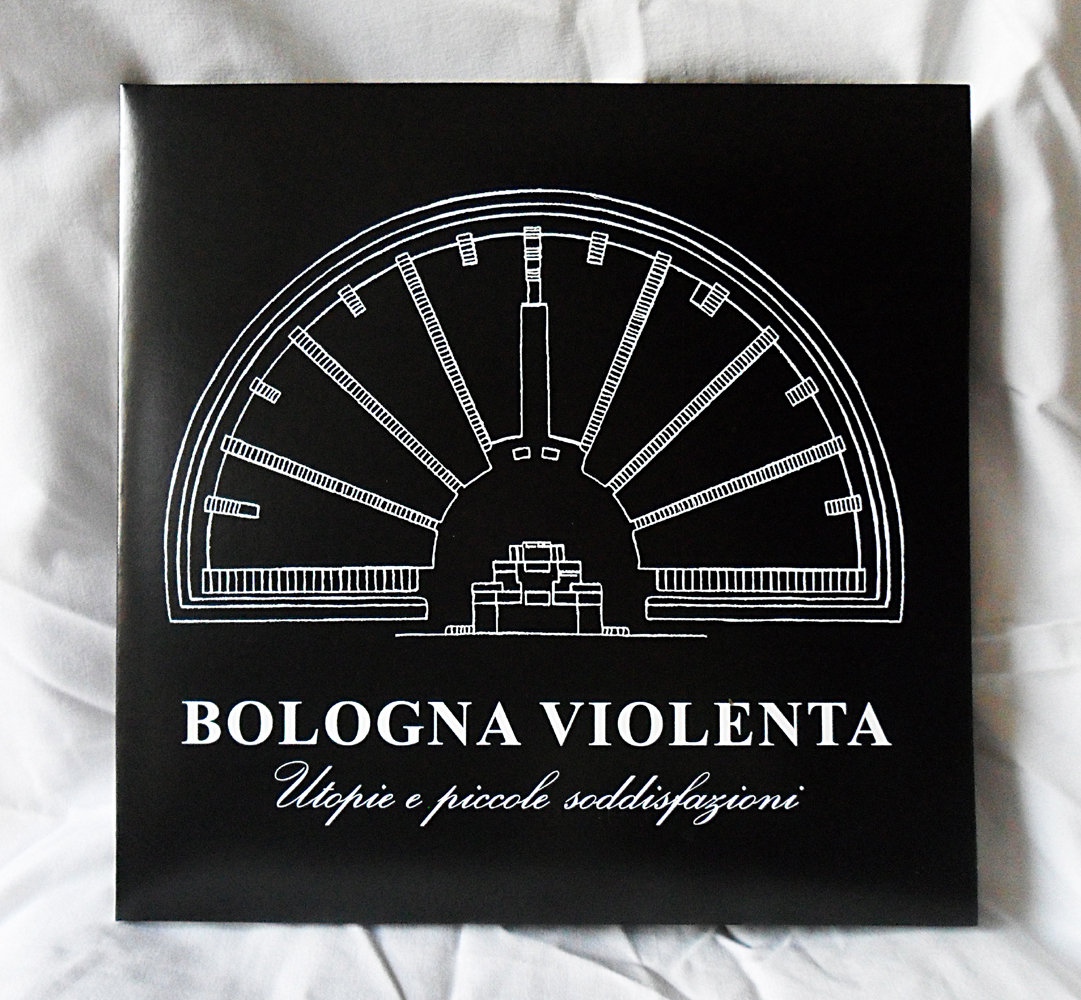 BOLOGNA VIOLENTA
Utopie e piccole soddisfazioni